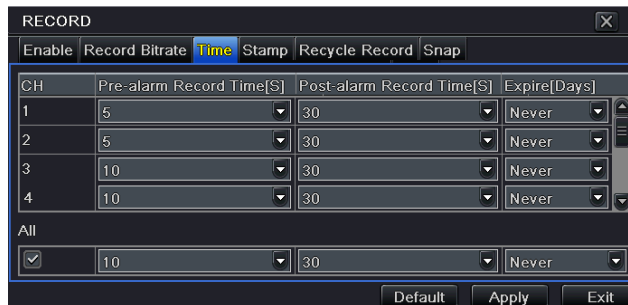 RECORD
Enable Record Bitrate Time Stamp Recycle Record Snap
CH Pre-alarm Record Time[S] Post-alarm Record Time[S] Expire[Days]
1 5 30 Never
2 5 30 Never
3 10 30 Never
4 10 30 Never
All
10 30 Never
Default Apply Exit